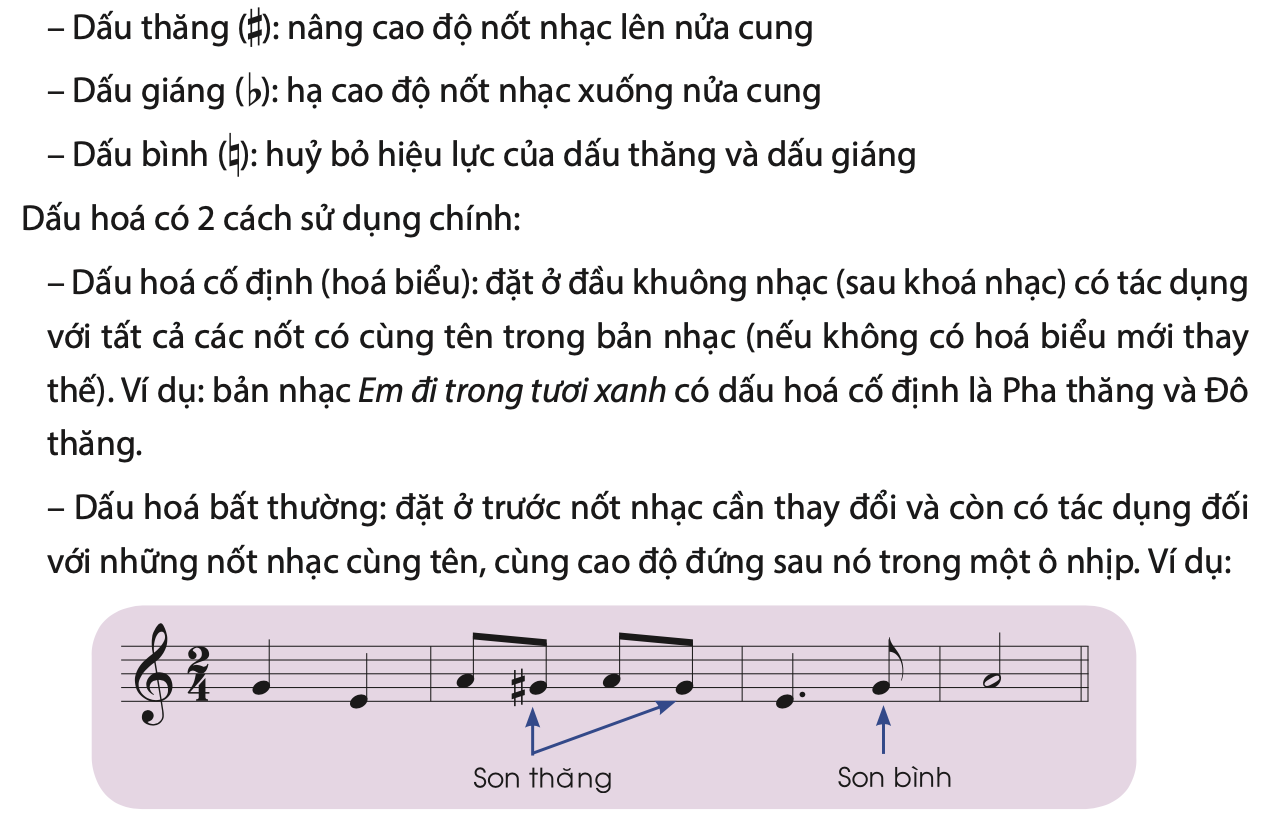 – Dấu thăng (♯): nâng cao độ nốt nhạc lên nửa cung
– Dấu giáng (♭): hạ cao độ nốt nhạc xuống nửa cung
– Dấu bình (♮): huỷ bỏ hiệu lực của dấu thăng và dấu giáng
Dấu hoá có 2 cách sử dụng chính:
– Dấu hoá cố định (hoá biểu): đặt ở đầu khuông nhạc (sau khoá nhạc) có tác dụng
với tất cả các nốt có cùng tên trong bản nhạc (nếu không có hoá biểu mới thay
thế). Ví dụ: bản nhạc Em đi trong tươi xanh có dấu hoá cố định là Pha thăng và Đô
thăng.
– Dấu hoá bất thường: đặt ở trước nốt nhạc cần thay đổi và còn có tác dụng đối
với những nốt nhạc cùng tên, cùng cao độ đứng sau nó trong một ô nhịp. Ví dụ:
2
4
Son thăng Son bình